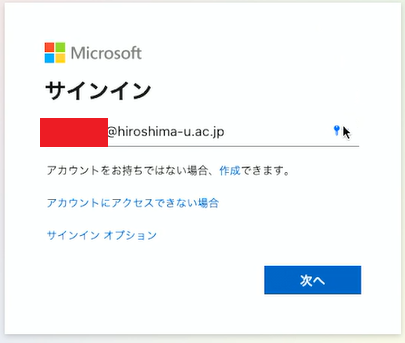 Microsoft
サインイン
@hiroshima-u.ac.jp
アカウントをお持ちではない場合、作成できます。
アカウントにアクセスできない場合
サインイン オプション
次へ